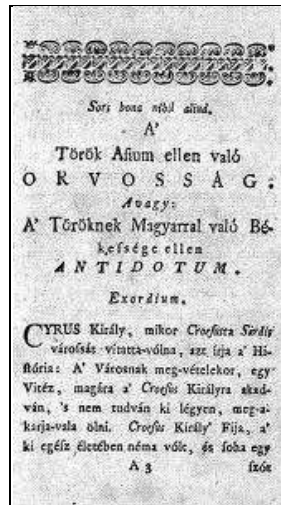 Sors bona nihil aliud.
A'
Török Afium ellen való
ORVOSSÁG:
Avagy:
A' Töröknek Magyarral való Bé-
kessége ellen
ANTIDOTUM.
Exordium.
CYRUS Király, mikor Croesusta Sardis
várossát vitatta-vólna, azt írja a' Hi-
stória: A' Városnak meg-vételekor, egy
Vitéz, magára a' Croesus Királyra akad-
ván, 's nem tudván ki légyen, meg-a-
karja-vala ölni. Croesus Király' Fija, a'
ki egész életében néma vólt, és soha egy
A 3 szót